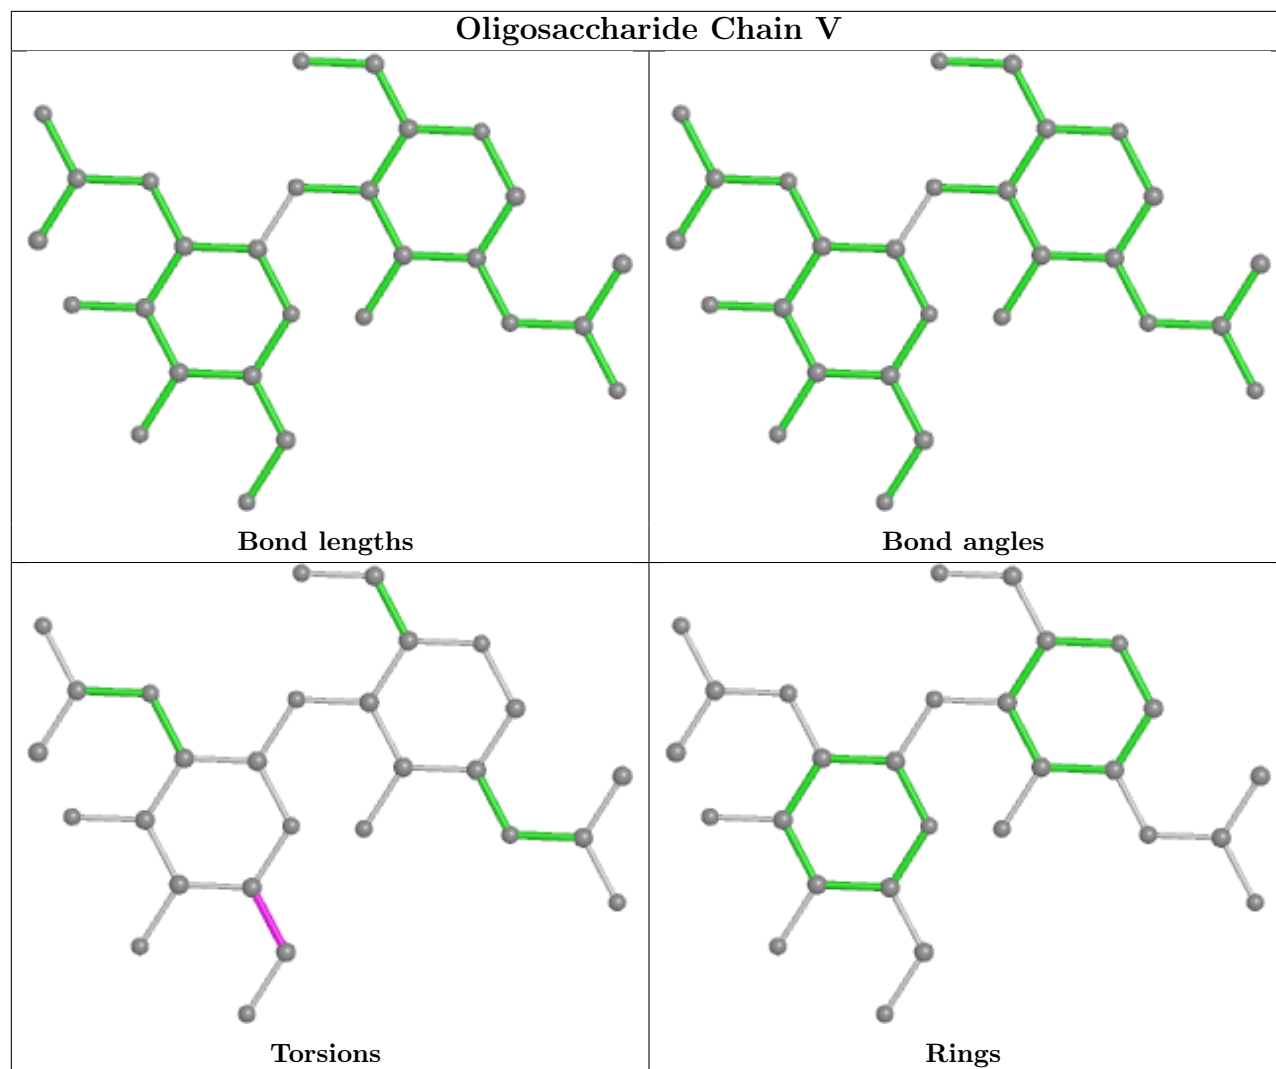 Oligosaccharide Chain V
Bond lengths
Bond angles
Torsions
Rings